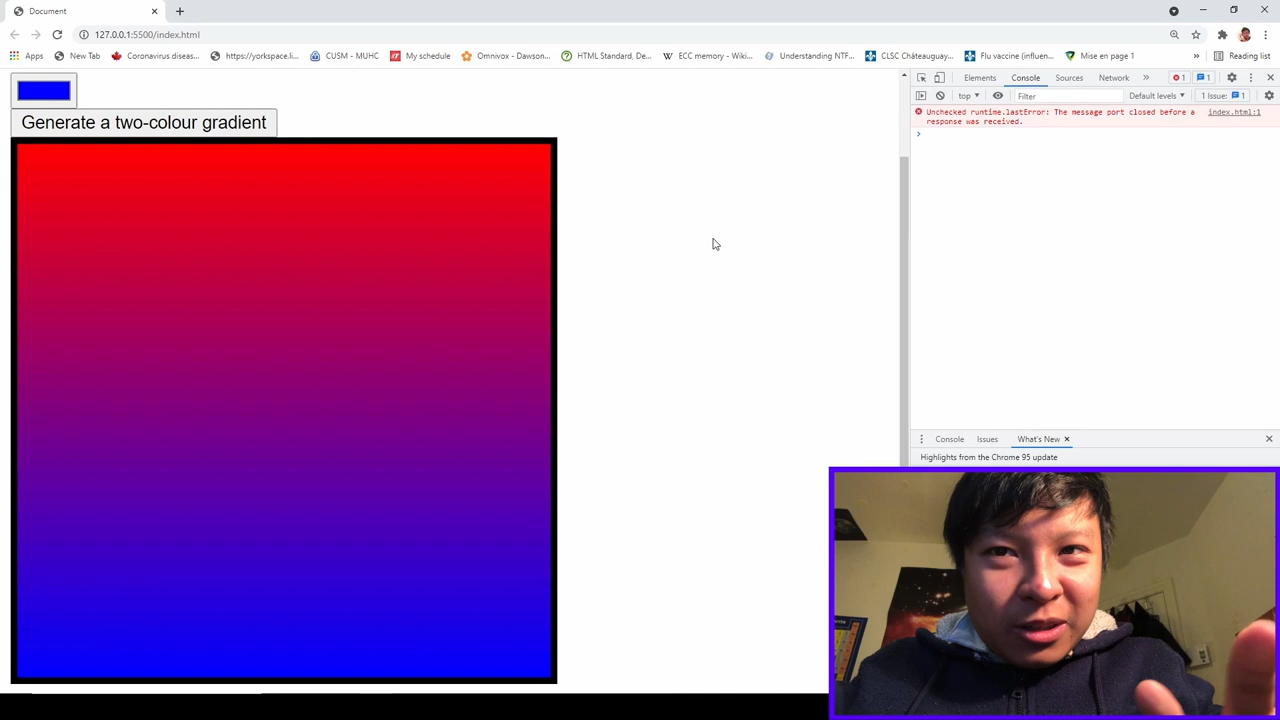 Document
127.0.0.1:5500/index.html
Apps New Tab Coronavirus diseas... https://yorkspace.li... CUSM - MUHC My schedule Omnivox - Dawson... HTML Standard, De... ECC memory - Wiki... Understanding NTF... CLSC Châteauguay... Flu vaccine (influen... Mise en page 1 » Reading list
Elements Console Sources Network » 1 1
top Filter Default levels 1 Issue: 1
Unchecked runtime.lastError: The message port closed before a index.html:1
response was received.
Generate a two-colour gradient
Console Issues What's New
Highlights from the Chrome 95 update